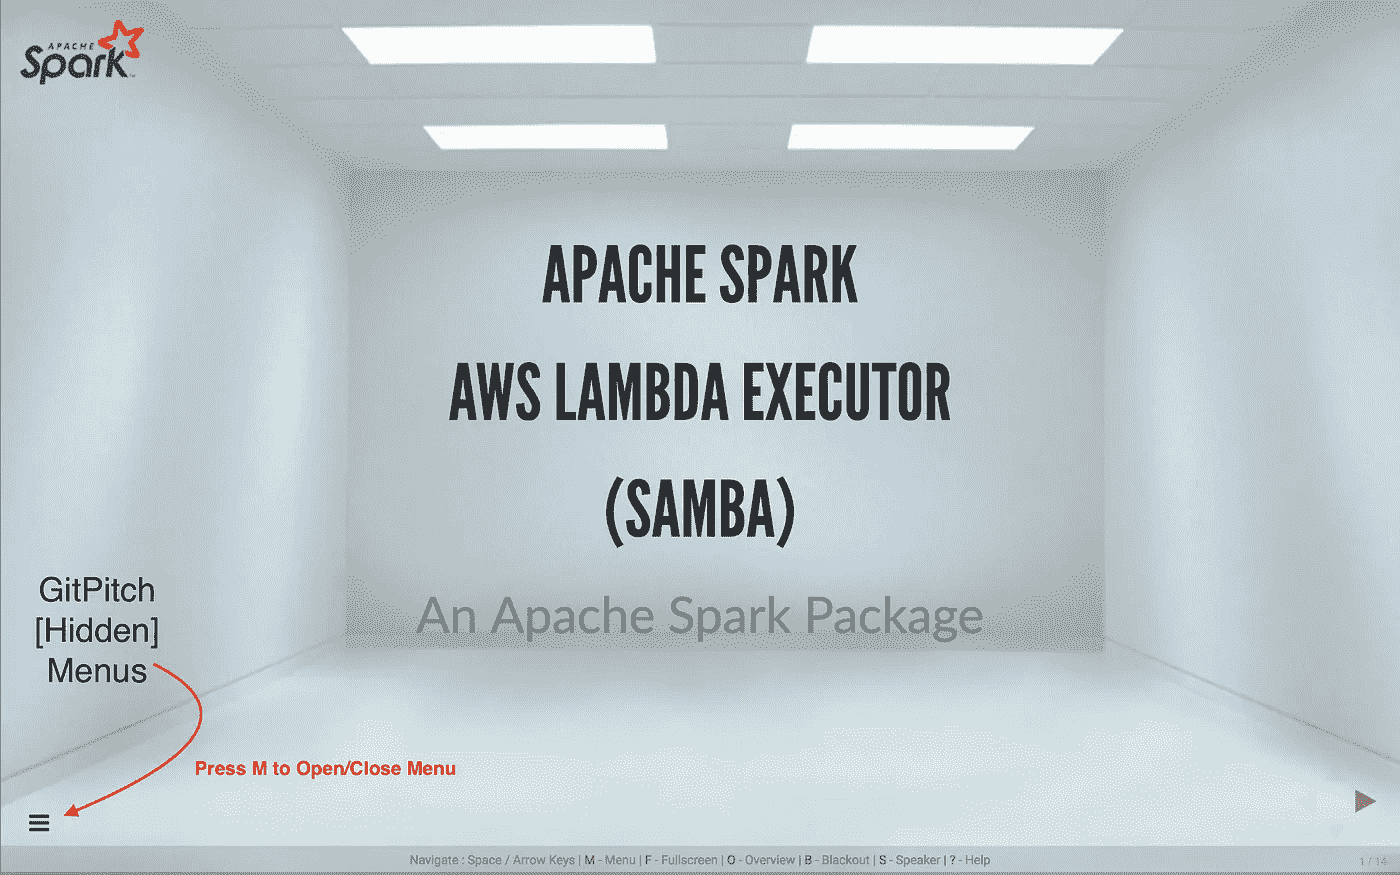 APACHE
Spark™
APACHE SPARK
AWS LAMBDA EXECUTOR
(SAMBA)
An Apache Spark Package
GitPitch
[Hidden]
Menus
Press M to Open/Close Menu
Navigate : Space / Arrow Keys | M - Menu | F - Fullscreen | O - Overview | B - Blackout | S - Speaker | ? - Help
1 / 14